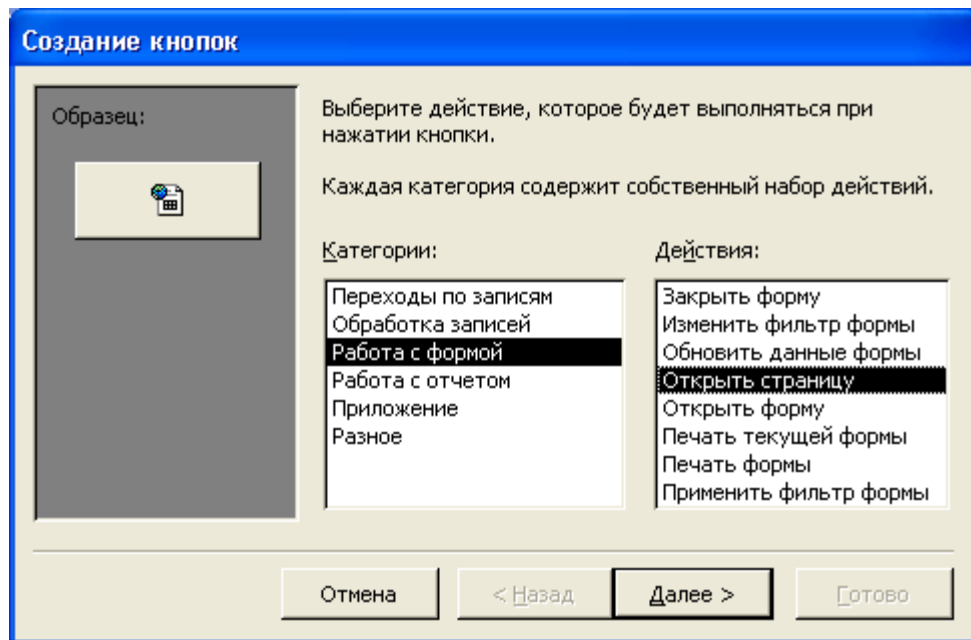 Создание кнопок
Образец:
Выберите действие, которое будет выполняться при
нажатии кнопки.
Каждая категория содержит собственный набор действий.
Категории:
Переходы по записям
Обработка записей
Работа с формой
Работа с отчетом
Приложение
Разное
Действия:
Закрыть форму
Изменить фильтр формы
Обновить данные формы
Открыть страницу
Открыть форму
Печать текущей формы
Печать формы
Применить фильтр формы
Отмена
< Назад
Далее >
Готово